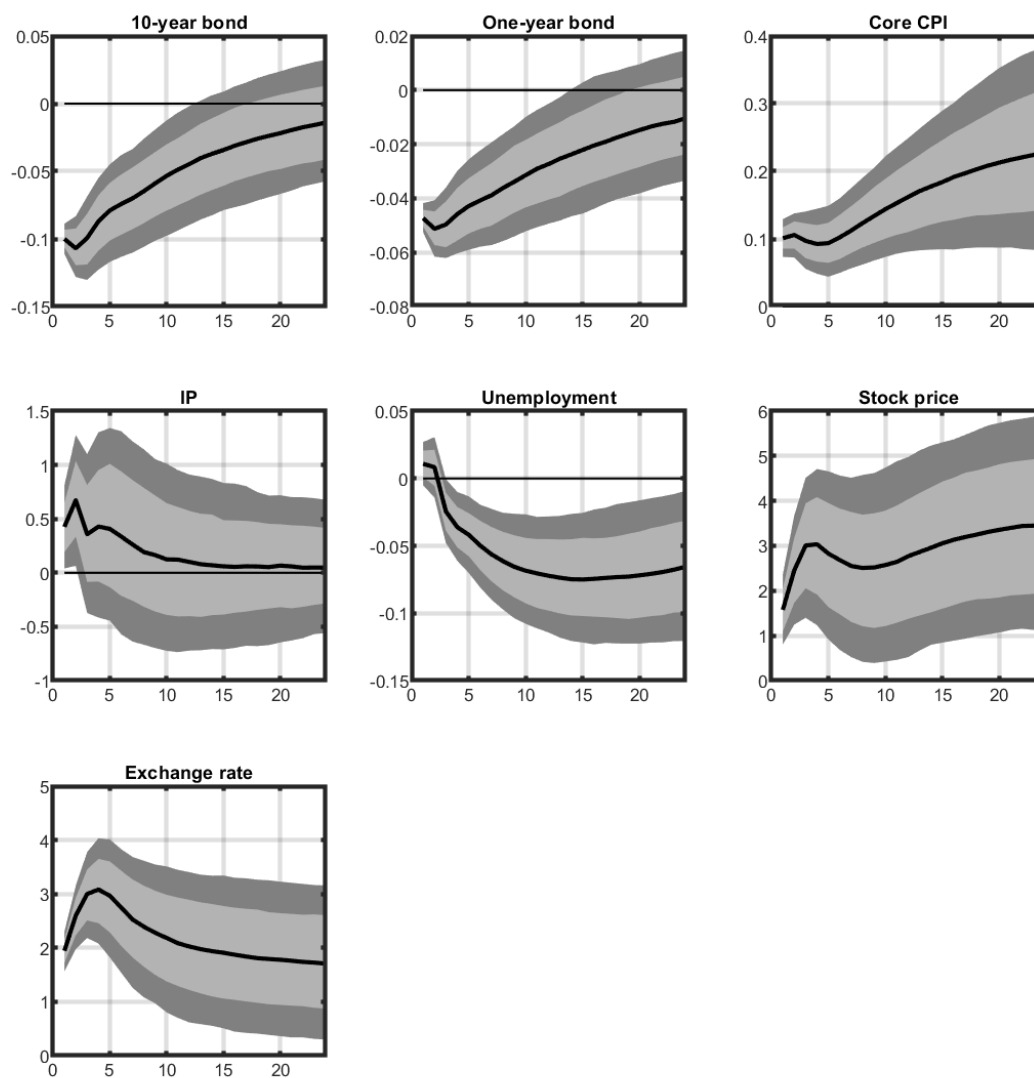 10-year bond
0.05
0
-0.05
-0.1
-0.15
0 5 10 15 20
One-year bond
0.02
0
-0.02
-0.04
-0.06
-0.08
0 5 10 15 20
Core CPI
0.4
0.3
0.2
0.1
0
0 5 10 15 20
IP
1.5
1
0.5
0
-0.5
-1
0 5 10 15 20
Unemployment
0.05
0
-0.05
-0.1
-0.15
0 5 10 15 20
Stock price
6
5
4
3
2
1
0
0 5 10 15 20
Exchange rate
5
4
3
2
1
0
0 5 10 15 20